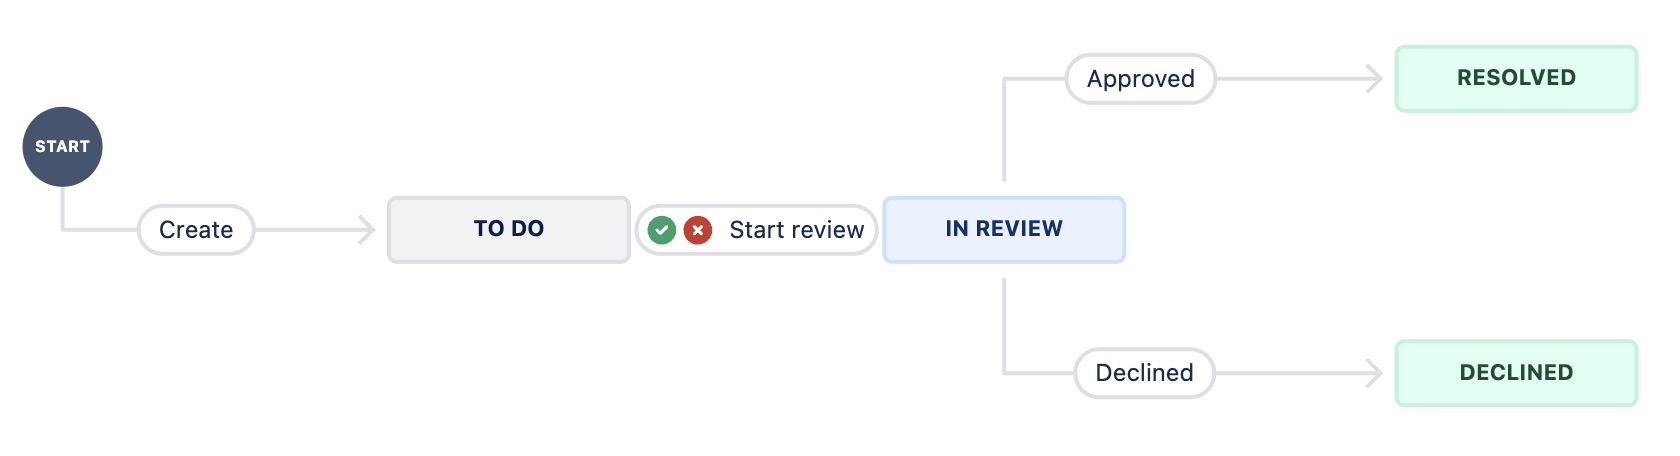 START
Create
TO DO
Start review
IN REVIEW
Approved
RESOLVED
Declined
DECLINED